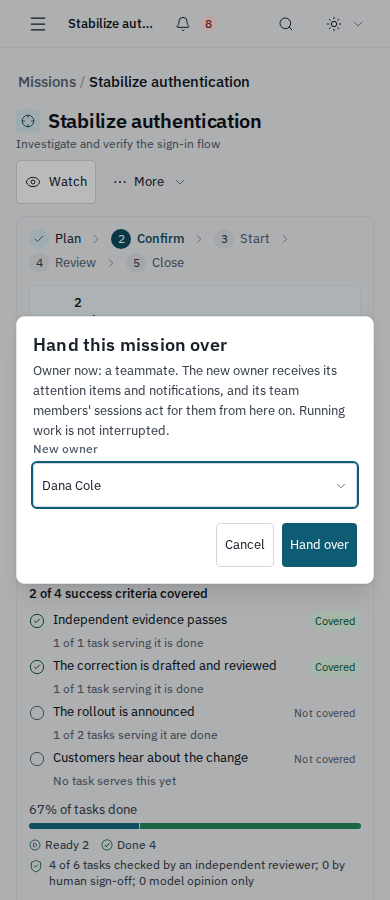 Stabilize aut...
8
Missions / Stabilize authentication
Stabilize authentication
Investigate and verify the sign-in flow
Watch
More
Plan
2 Confirm
3 Start
4 Review
5 Close
2
Hand this mission over
Owner now: a teammate. The new owner receives its
attention items and notifications, and its team
members' sessions act for them from here on. Running
work is not interrupted.
New owner
Dana Cole
Cancel
Hand over
2 of 4 success criteria covered
Independent evidence passes
Covered
1 of 1 task serving it is done
The correction is drafted and reviewed
Covered
1 of 1 task serving it is done
The rollout is announced
Not covered
1 of 2 tasks serving it are done
Customers hear about the change
Not covered
No task serves this yet
67% of tasks done
Ready 2
Done 4
4 of 6 tasks checked by an independent reviewer; 0 by
human sign-off; 0 model opinion only